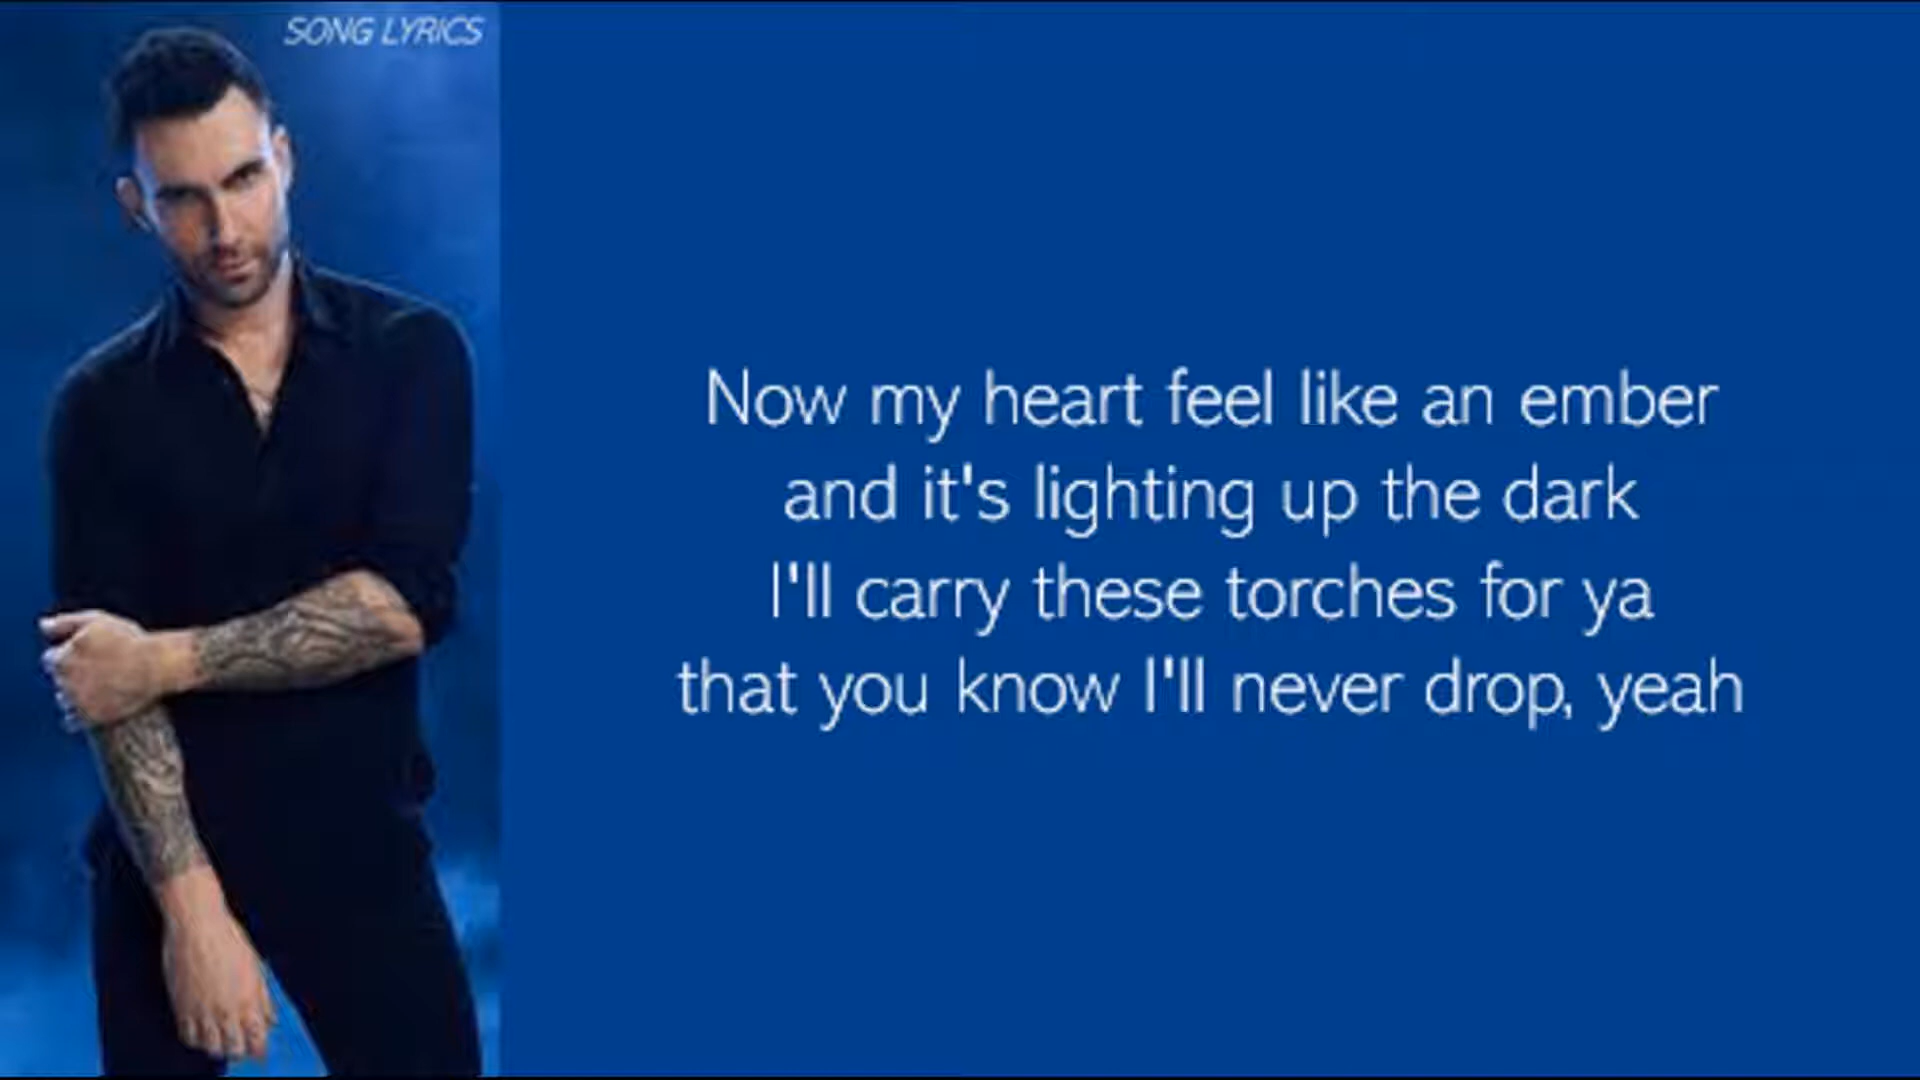 SONG LYRICS
Now my heart feel like an ember
and it's lighting up the dark
I'll carry these torches for ya
that you know I'll never drop, yeah